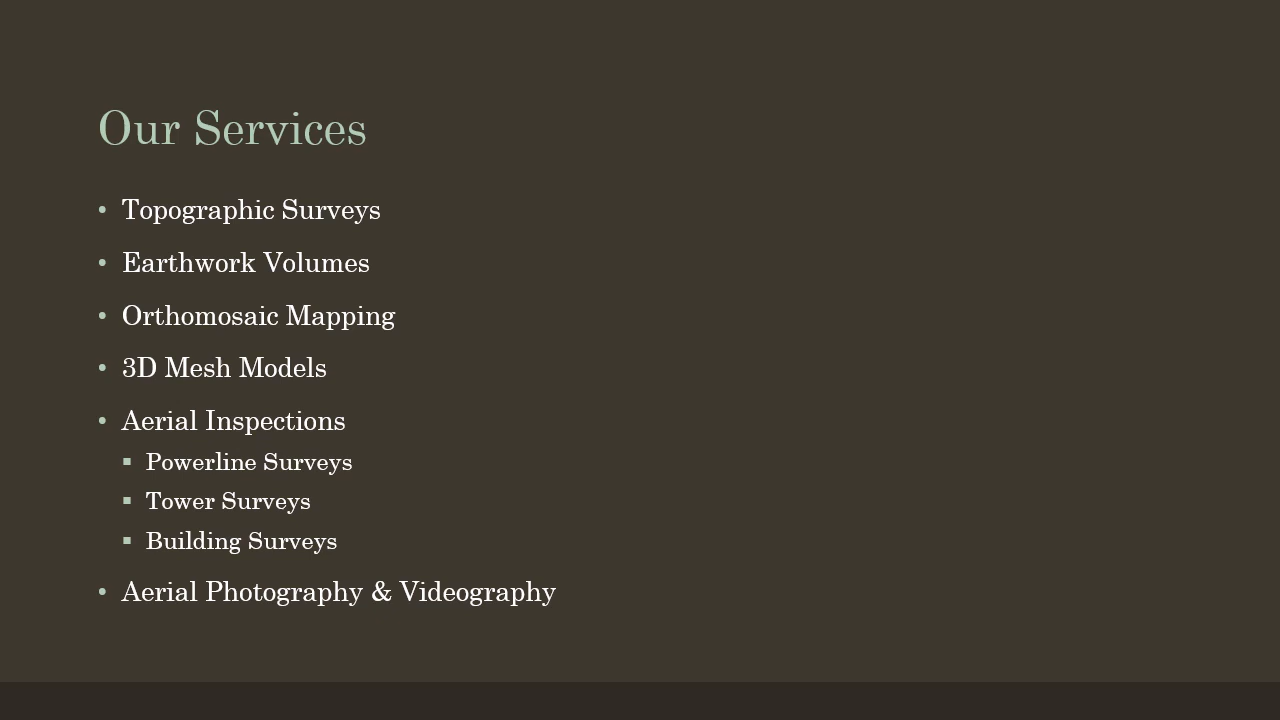 Our Services
• Topographic Surveys
• Earthwork Volumes
• Orthomosaic Mapping
• 3D Mesh Models
• Aerial Inspections
▪ Powerline Surveys
▪ Tower Surveys
▪ Building Surveys
• Aerial Photography & Videography